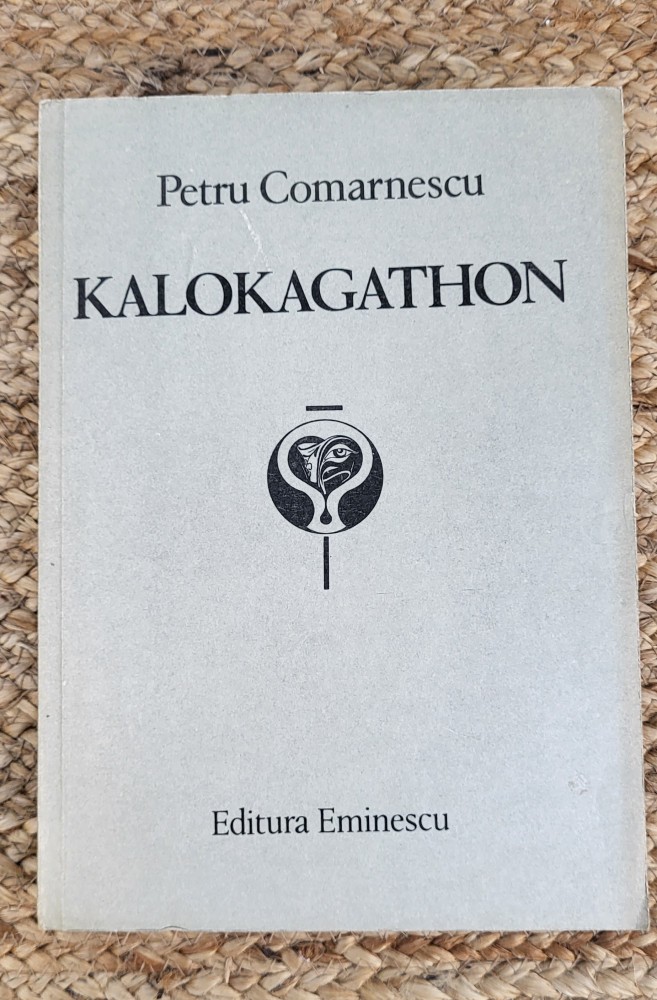 Petru Comarnescu
KALOKAGATHON
Editura Eminescu